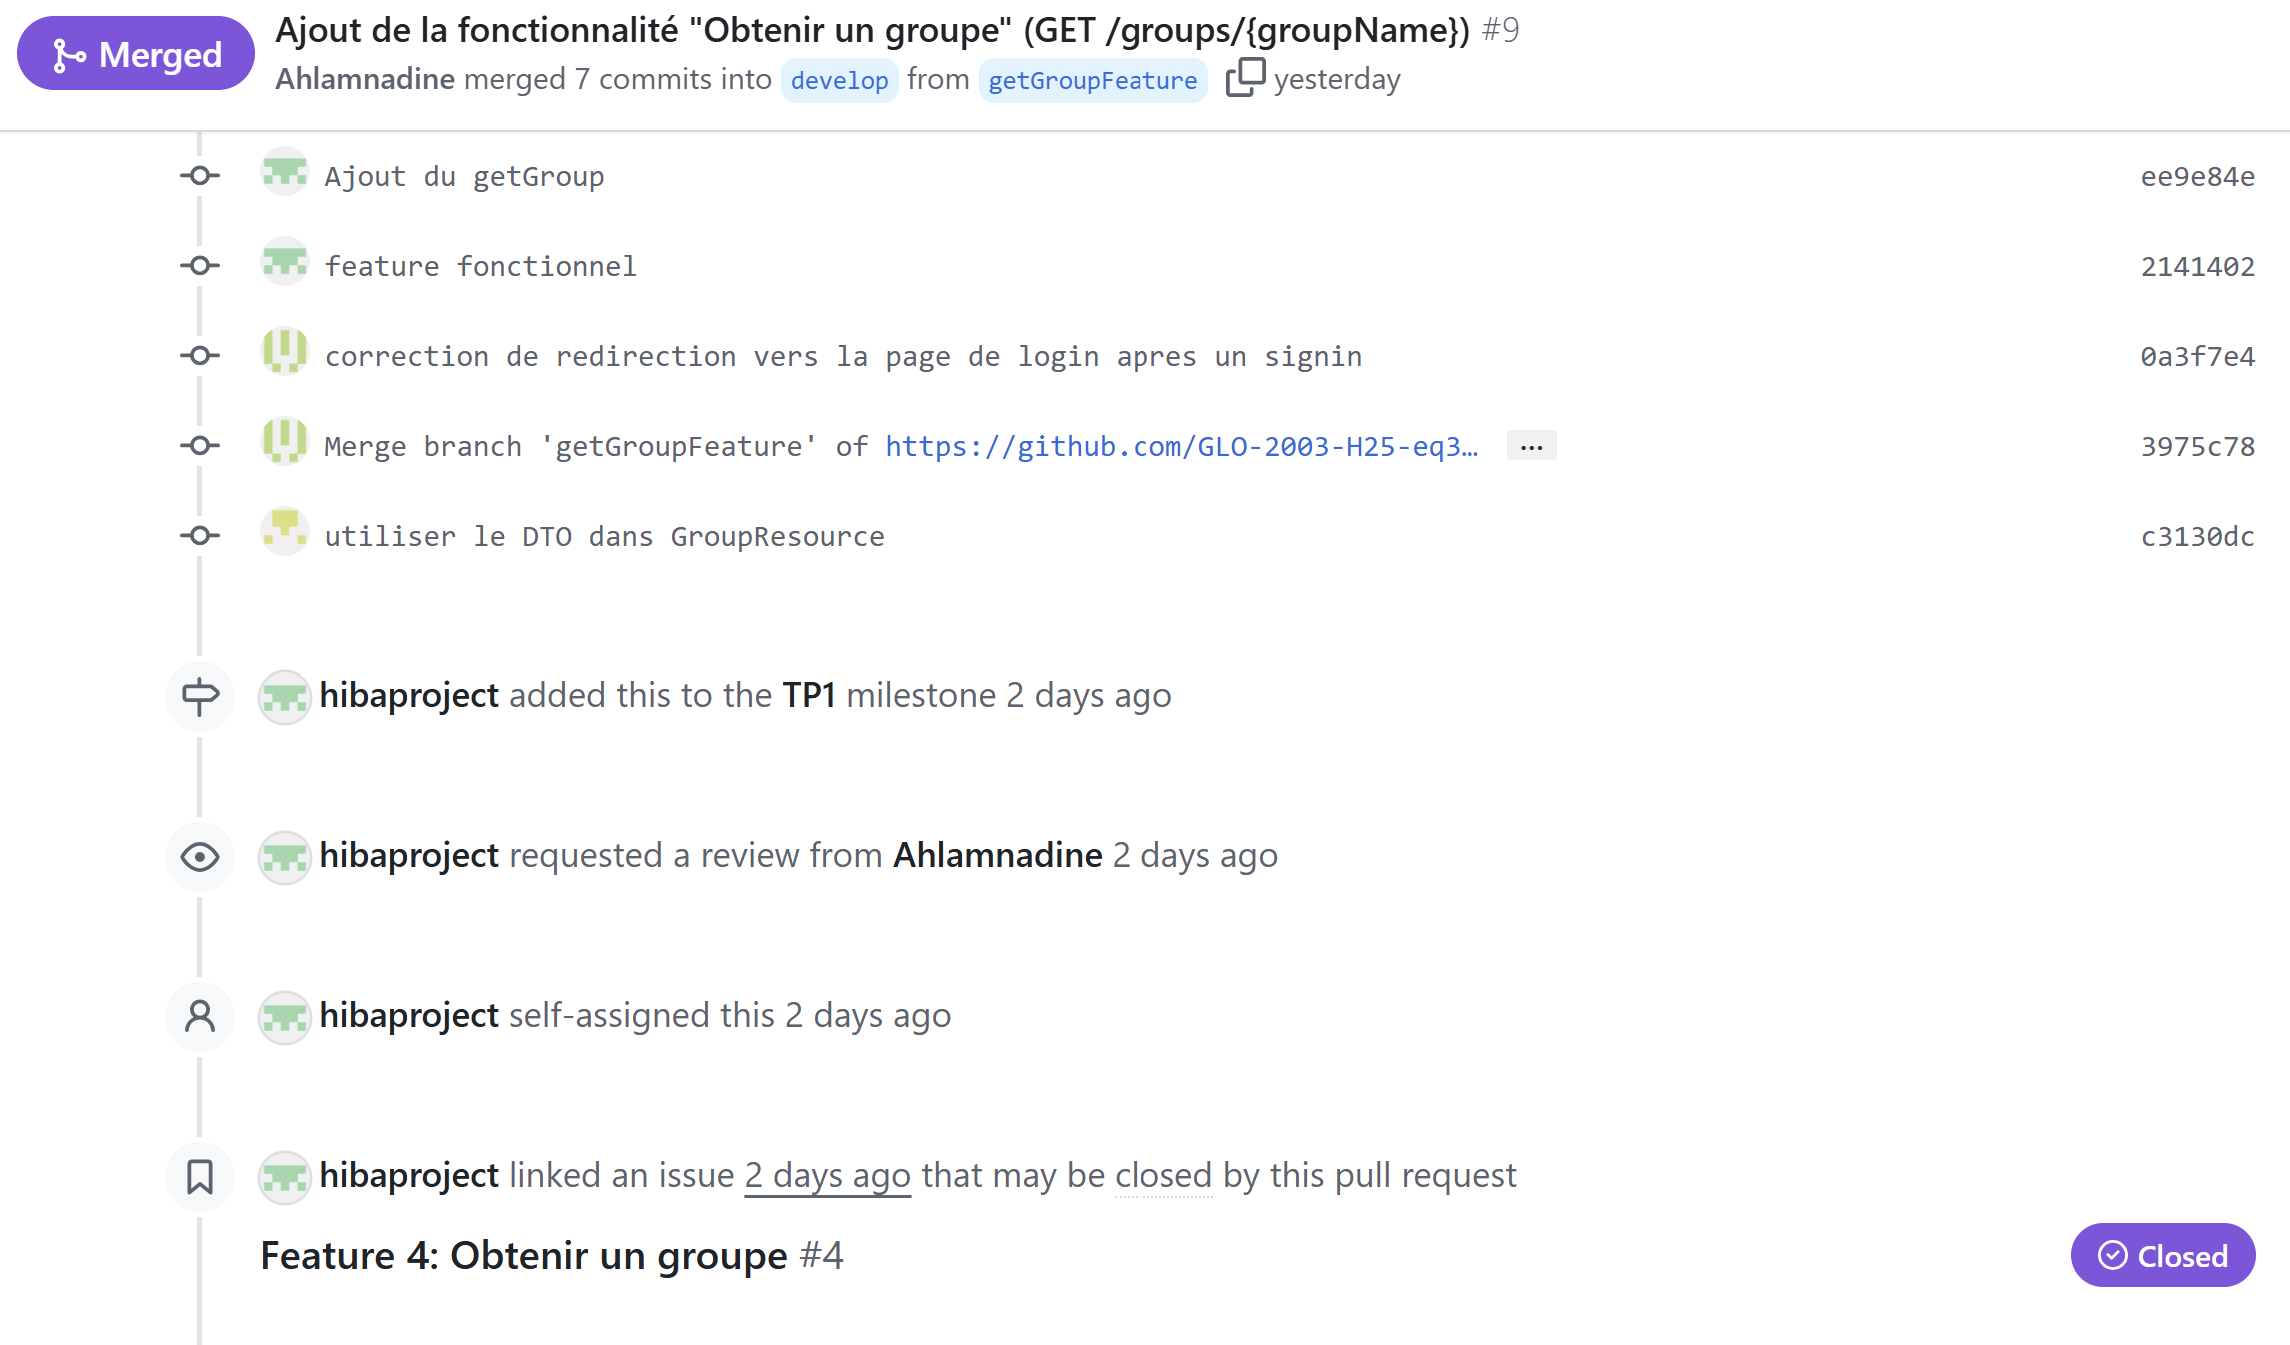 Merged
Ajout de la fonctionnalité "Obtenir un groupe" (GET /groups/{groupName}) #9
Ahlamnadine merged 7 commits into develop from getGroupFeature yesterday
Ajout du getGroup ee9e84e
feature fonctionnel 2141402
correction de redirection vers la page de login apres un signin 0a3f7e4
Merge branch 'getGroupFeature' of https://github.com/GLO-2003-H25-eq3… … 3975c78
utiliser le DTO dans GroupResource c3130dc
hibaproject added this to the TP1 milestone 2 days ago
hibaproject requested a review from Ahlamnadine 2 days ago
hibaproject self-assigned this 2 days ago
hibaproject linked an issue 2 days ago that may be closed by this pull request
Feature 4: Obtenir un groupe #4 Closed